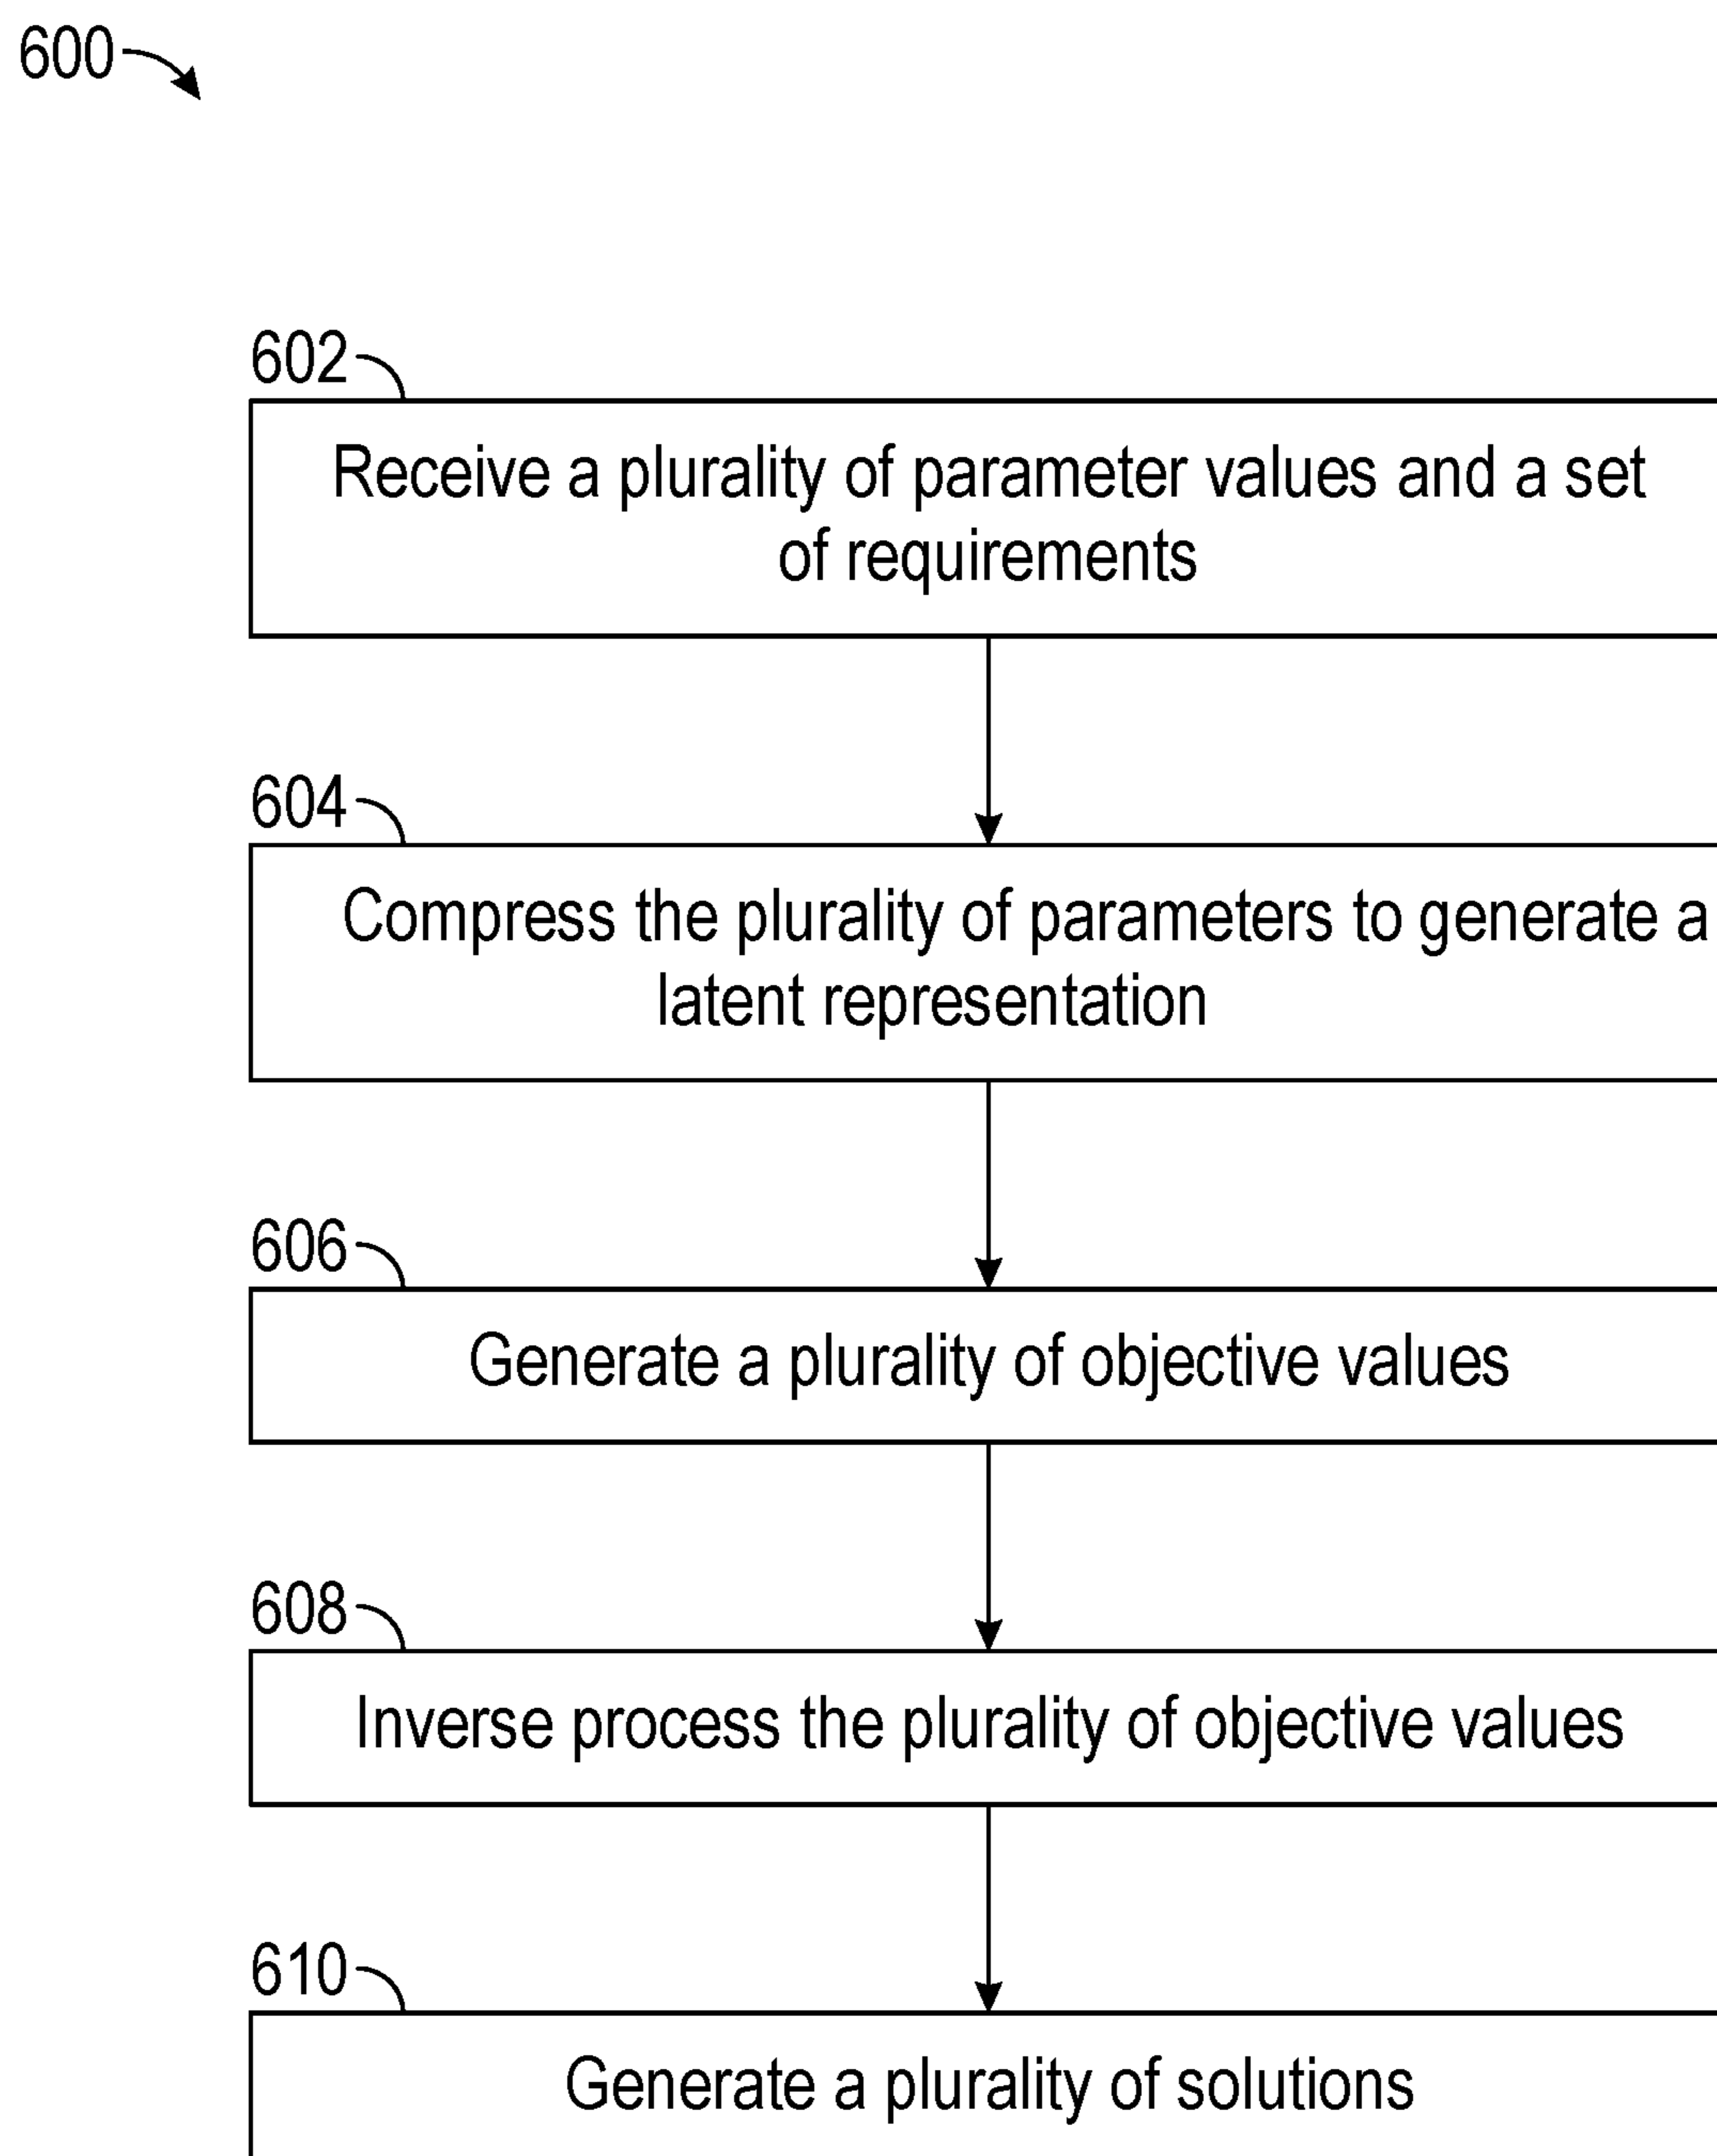 600
602
Receive a plurality of parameter values and a set
of requirements
604
Compress the plurality of parameters to generate a
latent representation
606
Generate a plurality of objective values
608
Inverse process the plurality of objective values
610
Generate a plurality of solutions